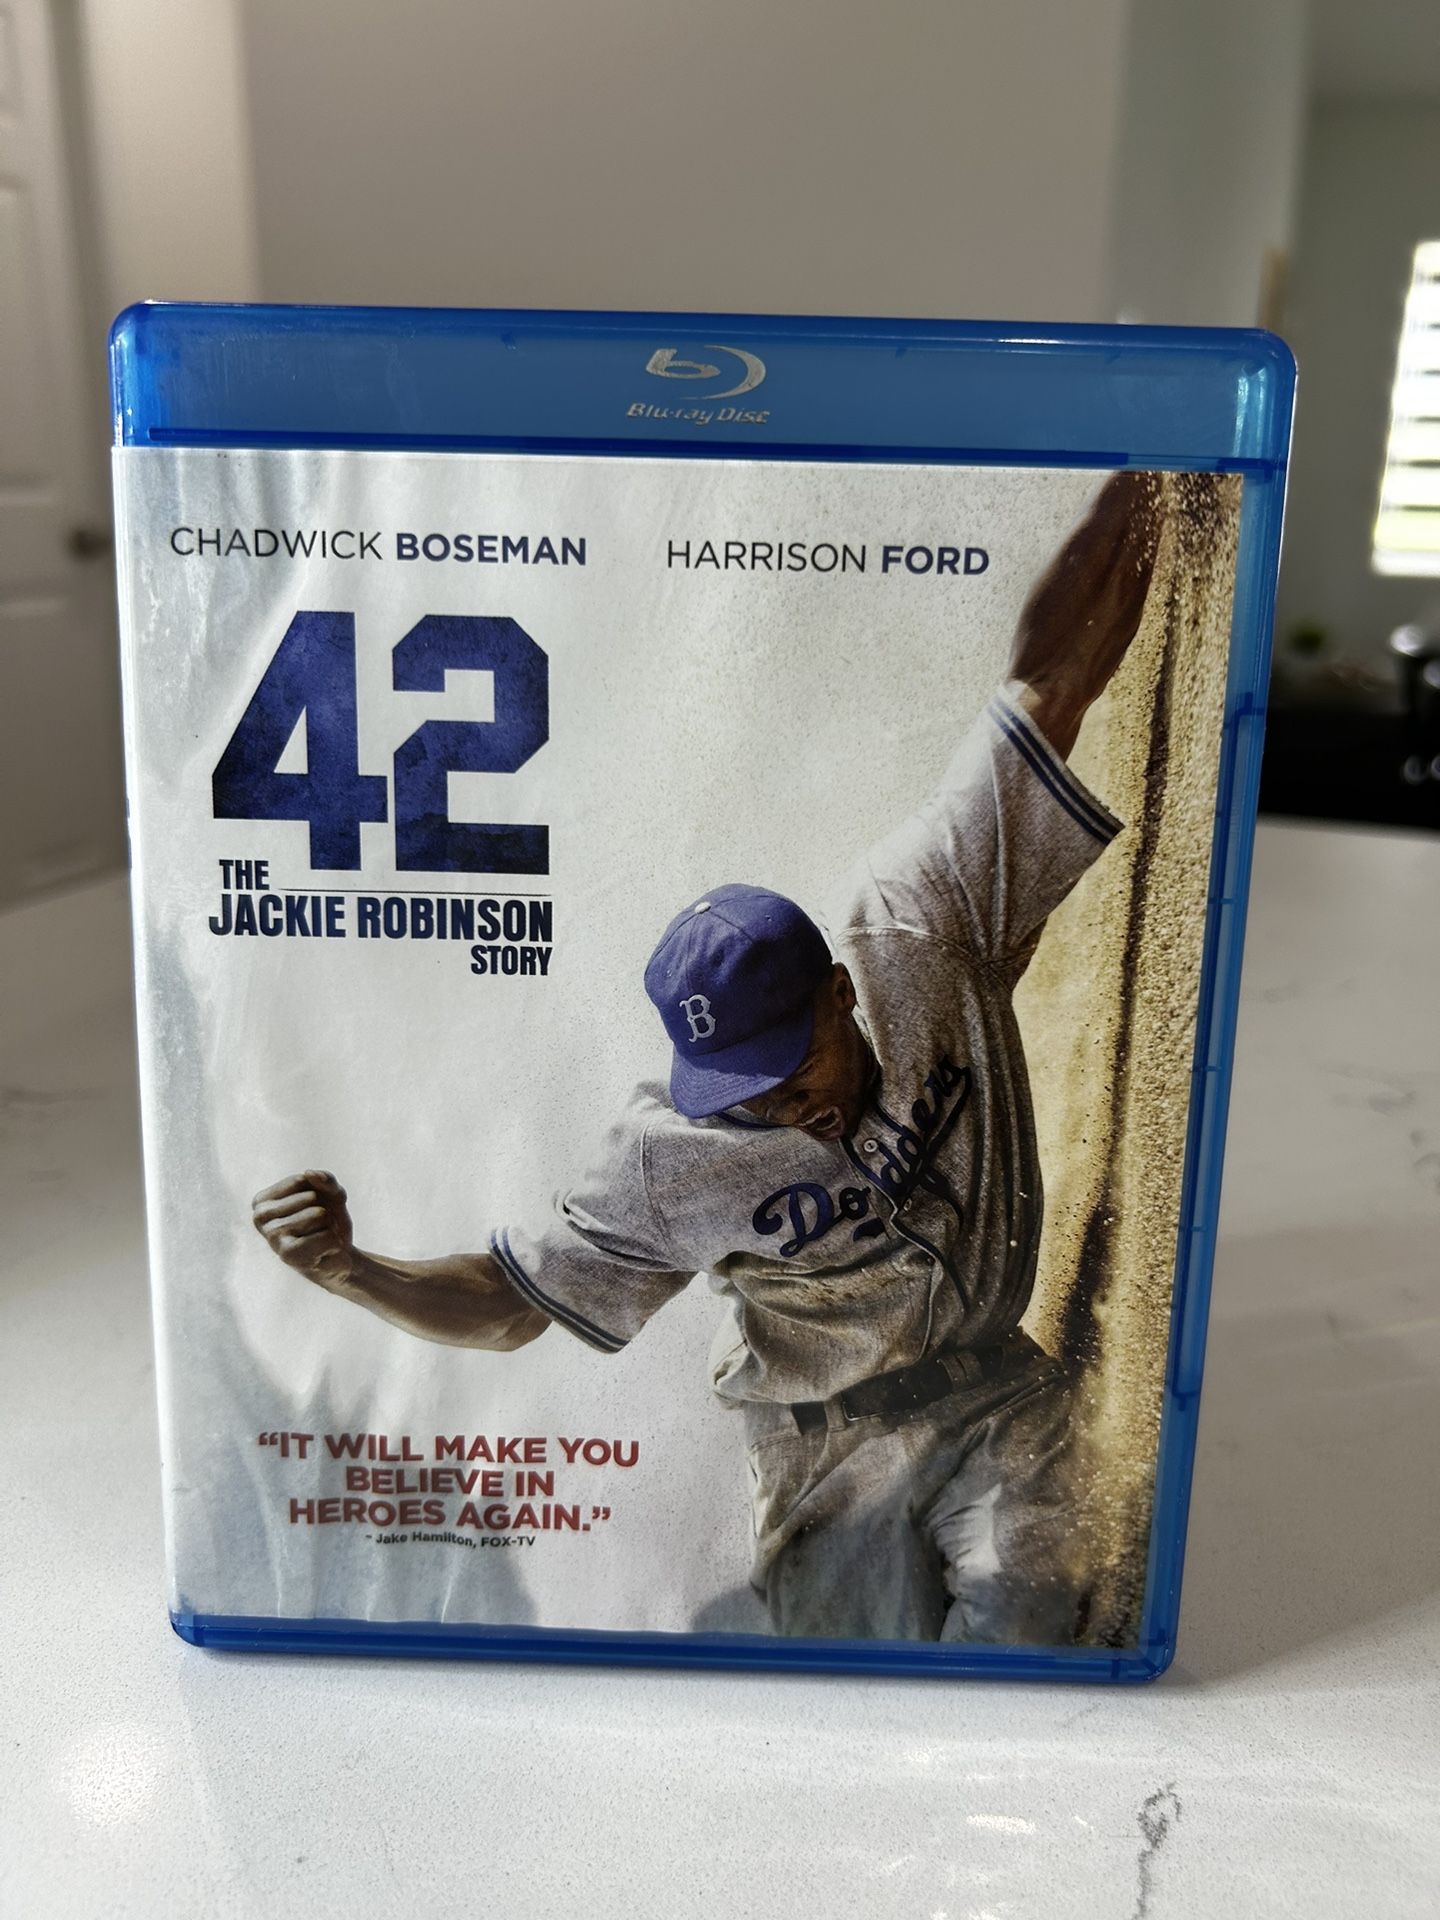 Blu-ray Disc
CHADWICK BOSEMAN HARRISON FORD
42
THE
JACKIE ROBINSON
STORY
B
Dodgers
“IT WILL MAKE YOU
BELIEVE IN
HEROES AGAIN.”
- Jake Hamilton, FOX-TV